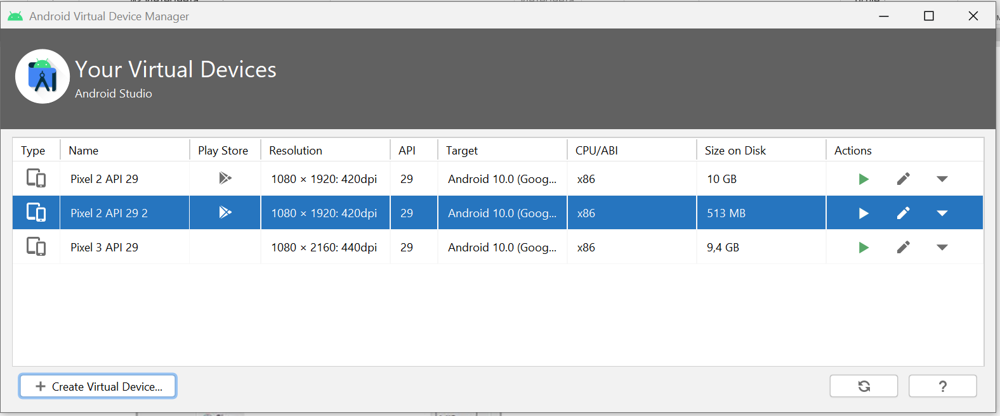 Android Virtual Device Manager
Your Virtual Devices
Android Studio
Type Name Play Store Resolution API Target CPU/ABI Size on Disk Actions
Pixel 2 API 29 1080 × 1920: 420dpi 29 Android 10.0 (Goog... x86 10 GB
Pixel 2 API 29 2 1080 × 1920: 420dpi 29 Android 10.0 (Goog... x86 513 MB
Pixel 3 API 29 1080 × 2160: 440dpi 29 Android 10.0 (Goog... x86 9,4 GB
+ Create Virtual Device... ?